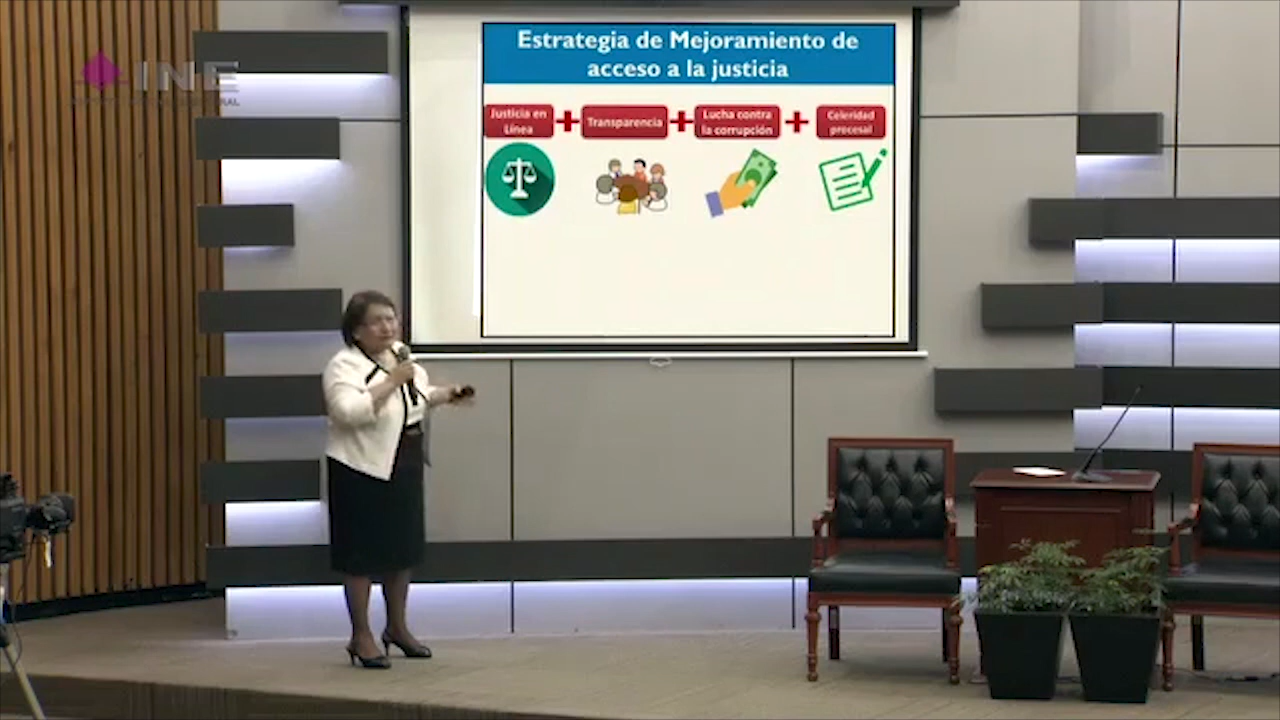 INE
Estrategia de Mejoramiento de
acceso a la justicia
Justicia en
Línea
Transparencia
Lucha contra
la corrupción
Celeridad
procesal